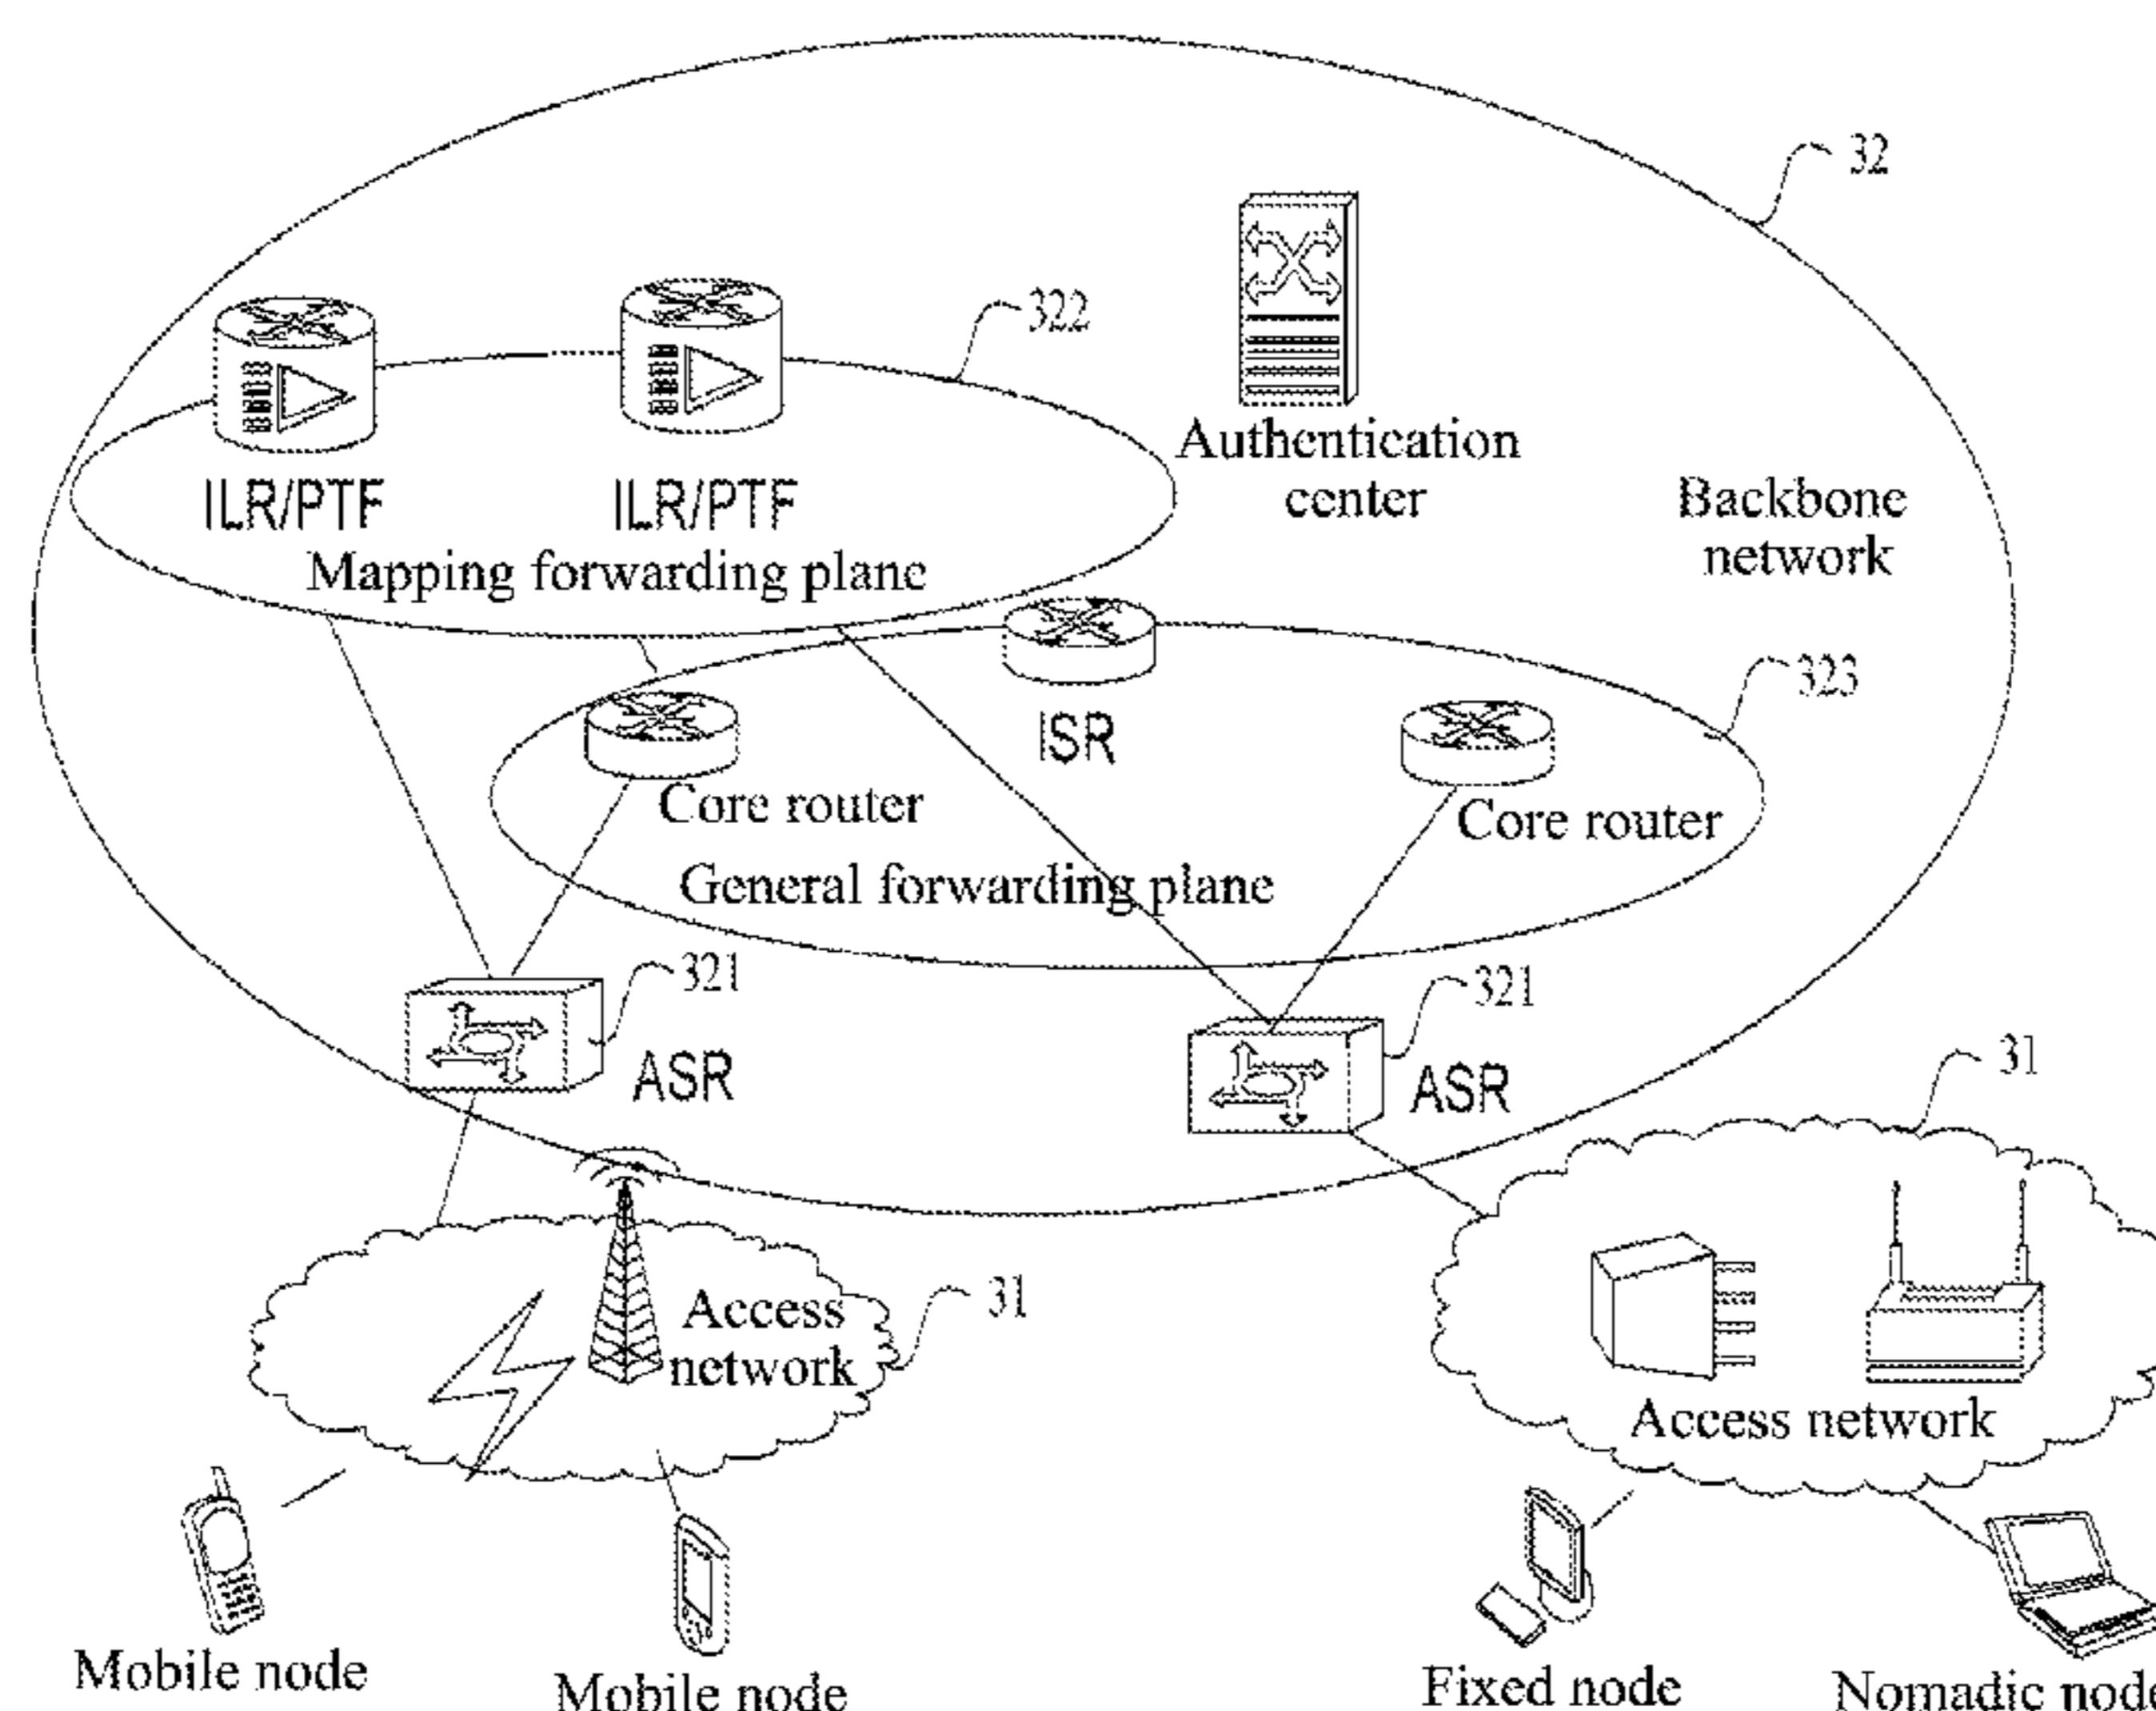 32
322
Authentication
center
Backbone
network
ILR/PTF
ILR/PTF
Mapping forwarding plane
323
ISR
Core router
Core router
General forwarding plane
321
ASR
321
ASR
31
31
Access
network
Access network
Mobile node
Mobile node
Fixed node
Nomadic node